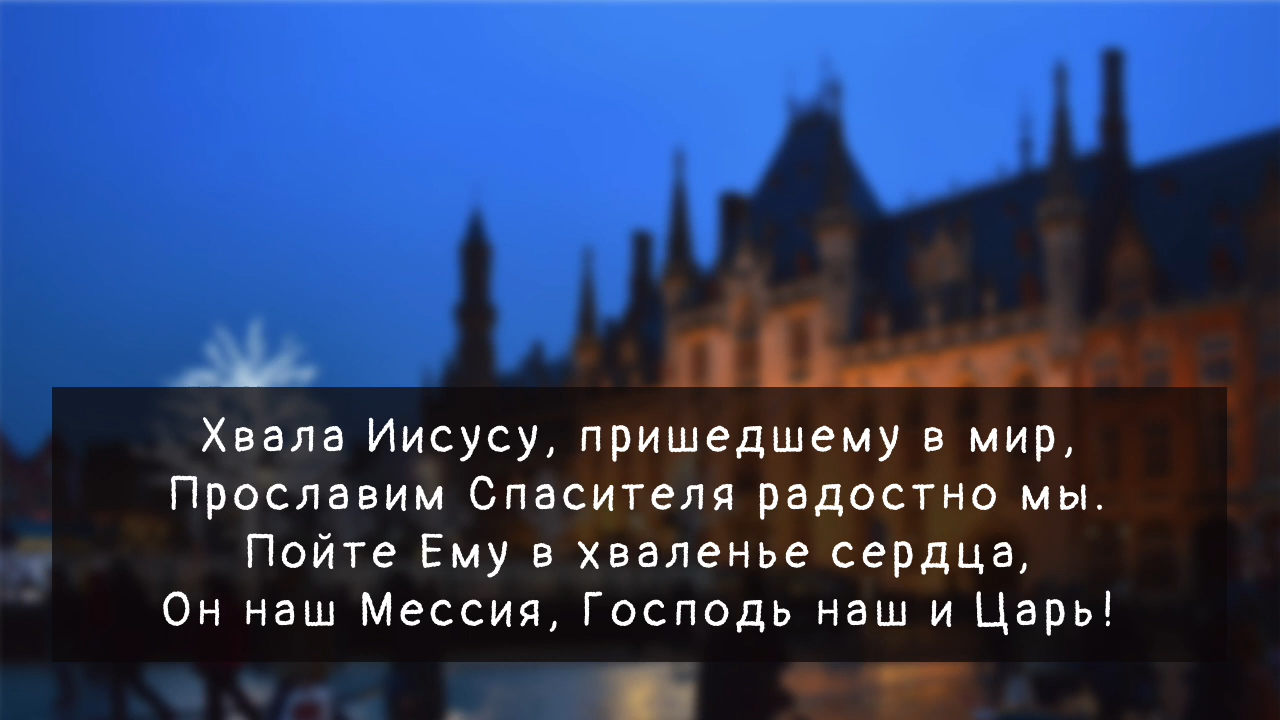 Хвала Иисусу, пришедшему в мир,
Прославим Спасителя радостно мы.
Пойте Ему в хваленье сердца,
Он наш Мессия, Господь наш и Царь!